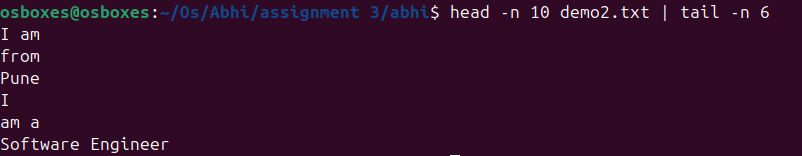 osboxes@osboxes:~/Os/Abhi/assignment 3/abhi$ head -n 10 demo2.txt | tail -n 6
I am
from
Pune
I
am a
Software Engineer